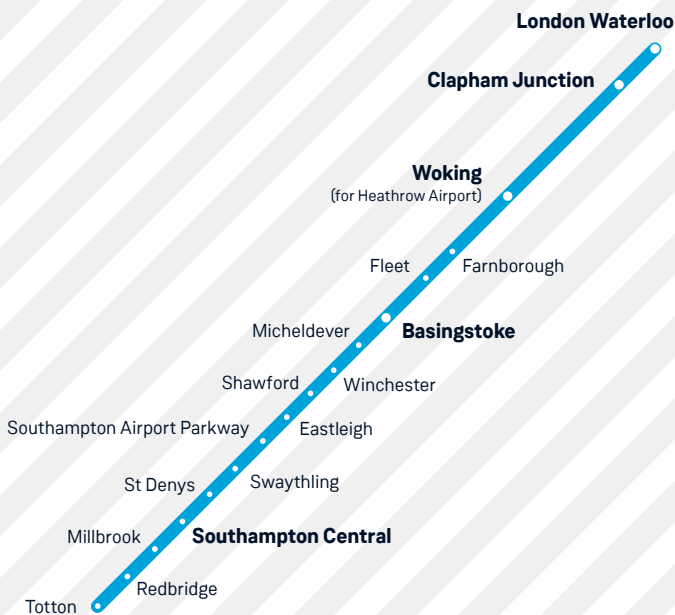 London Waterloo
Clapham Junction
Woking
(for Heathrow Airport)
Fleet
Farnborough
Micheldever
Basingstoke
Shawford
Winchester
Southampton Airport Parkway
Eastleigh
St Denys
Swaythling
Millbrook
Southampton Central
Redbridge
Totton